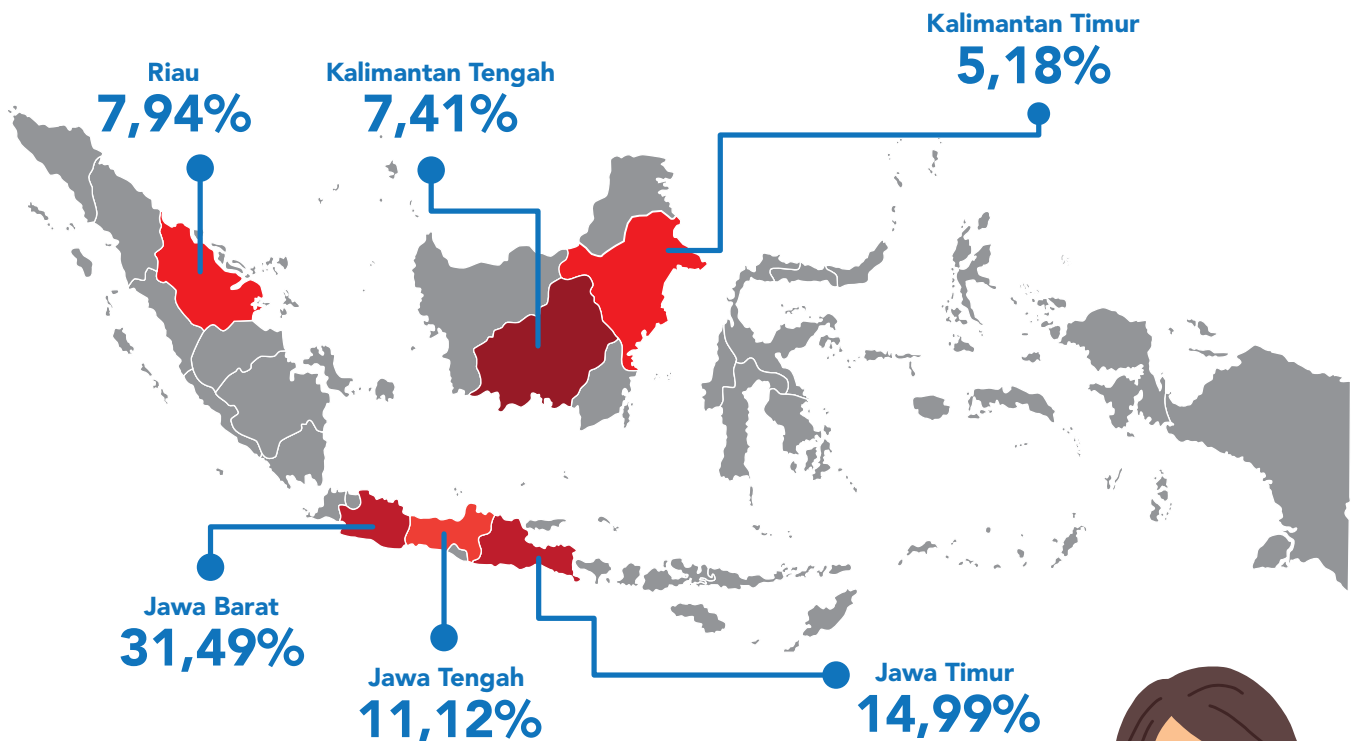 Kalimantan Timur
5,18%
Riau
7,94%
Kalimantan Tengah
7,41%
Jawa Barat
31,49%
Jawa Tengah
11,12%
Jawa Timur
14,99%